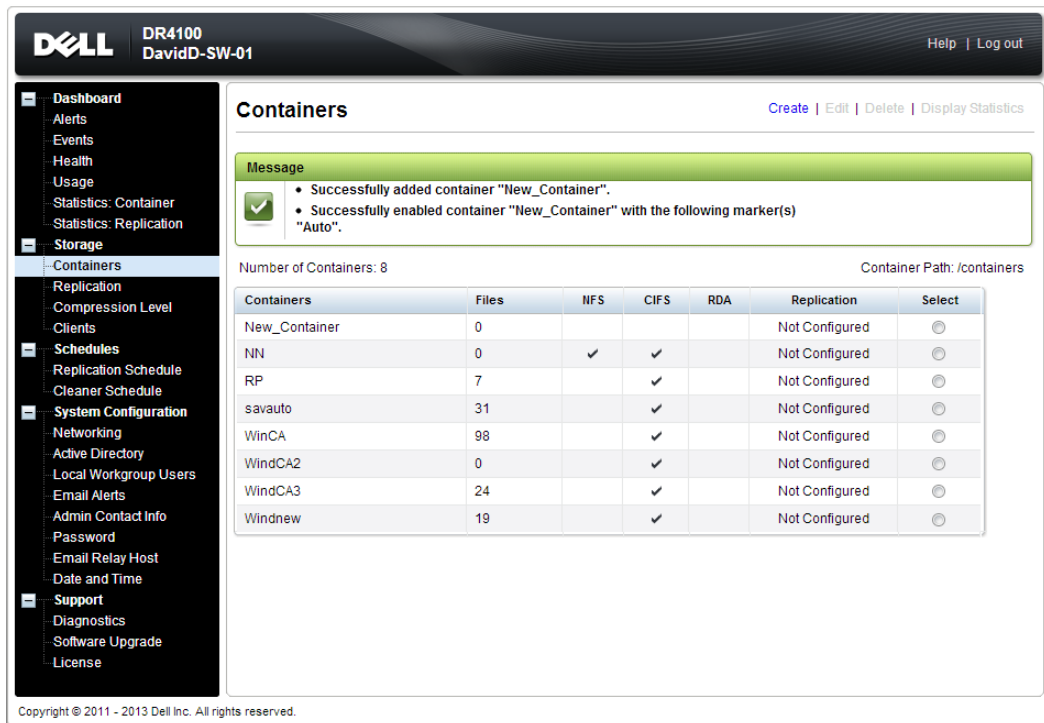 DELL
DR4100
DavidD-SW-01
Help | Log out
Dashboard
Alerts
Events
Health
Usage
Statistics: Container
Statistics: Replication
Storage
Containers
Replication
Compression Level
Clients
Schedules
Replication Schedule
Cleaner Schedule
System Configuration
Networking
Active Directory
Local Workgroup Users
Email Alerts
Admin Contact Info
Password
Email Relay Host
Date and Time
Support
Diagnostics
Software Upgrade
License
Containers
Create | Edit | Delete | Display Statistics
Message
• Successfully added container "New_Container".
• Successfully enabled container "New_Container" with the following marker(s)
"Auto".
Number of Containers: 8 Container Path: /containers
Containers Files NFS CIFS RDA Replication Select
New_Container 0 Not Configured
NN 0 ✓ ✓ Not Configured
RP 7 ✓ Not Configured
savauto 31 ✓ Not Configured
WinCA 98 ✓ Not Configured
WindCA2 0 ✓ Not Configured
WindCA3 24 ✓ Not Configured
Windnew 19 ✓ Not Configured
Copyright © 2011 - 2013 Dell Inc. All rights reserved.